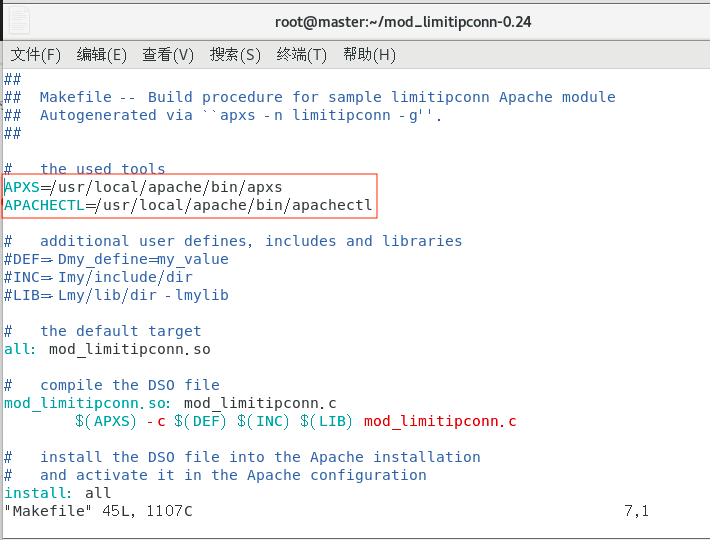 root@master:~/mod_limitipconn-0.24
文件(F) 编辑(E) 查看(V) 搜索(S) 终端(T) 帮助(H)
##
## Makefile -- Build procedure for sample limitipconn Apache module
## Autogenerated via ``apxs -n limitipconn -g''.
##
# the used tools
APXS=/usr/local/apache/bin/apxs
APACHECTL=/usr/local/apache/bin/apachectl
# additional user defines, includes and libraries
#DEF=-Dmy_define=my_value
#INC=-Imy/include/dir
#LIB=-Lmy/lib/dir -lmylib
# the default target
all: mod_limitipconn.so
# compile the DSO file
mod_limitipconn.so: mod_limitipconn.c
$(APXS) -c $(DEF) $(INC) $(LIB) mod_limitipconn.c
# install the DSO file into the Apache installation
# and activate it in the Apache configuration
install: all
"Makefile" 45L, 1107C 7,1